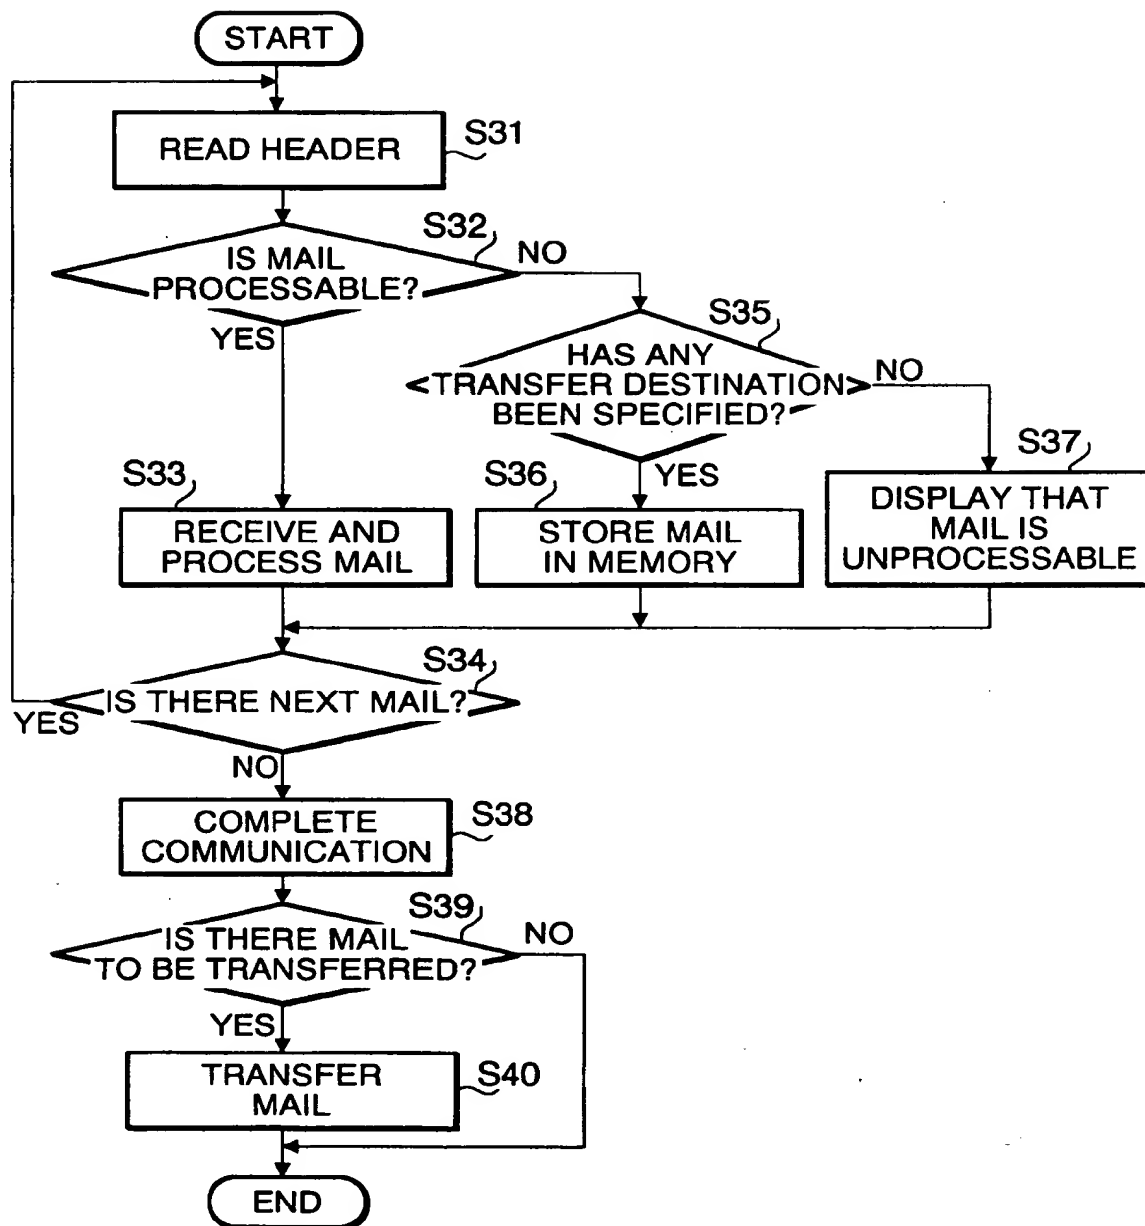 START
READ HEADER
S31
S32
IS MAIL
PROCESSABLE?
NO
YES
S35
HAS ANY
TRANSFER DESTINATION
BEEN SPECIFIED?
NO
YES
S33
RECEIVE AND
PROCESS MAIL
S36
STORE MAIL
IN MEMORY
S37
DISPLAY THAT
MAIL IS
UNPROCESSABLE
S34
IS THERE NEXT MAIL?
YES
NO
COMPLETE
COMMUNICATION
S38
S39
IS THERE MAIL
TO BE TRANSFERRED?
NO
YES
TRANSFER
MAIL
S40
END